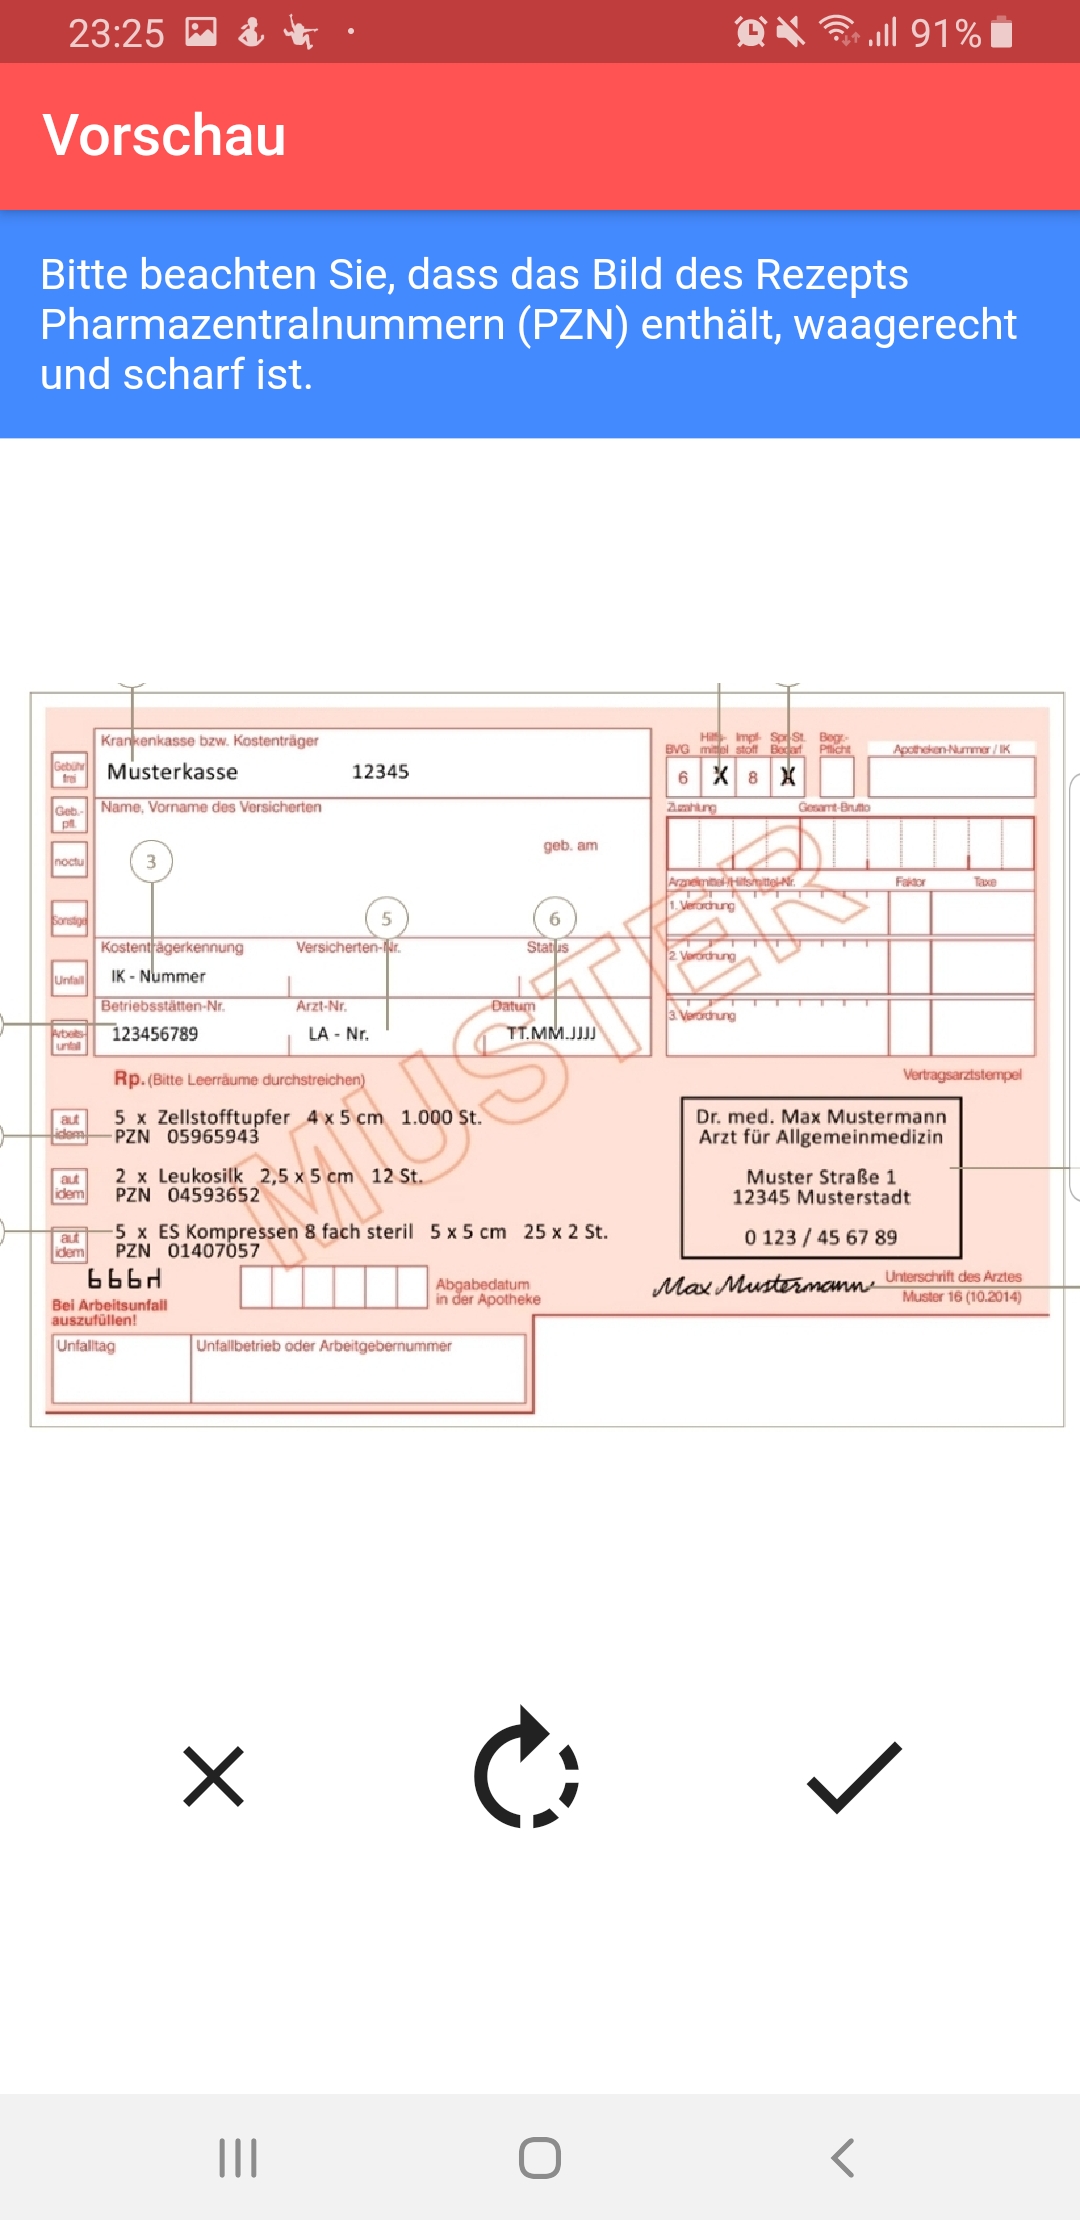 23:25
91%
Vorschau
Bitte beachten Sie, dass das Bild des Rezepts
Pharmazentralnummern (PZN) enthält, waagerecht
und scharf ist.
Krankenkasse bzw. Kostenträger
Musterkasse 12345
Gebühr
frei
Name, Vorname des Versicherten
Geb.-
pfl.
geb. am
noctu
3
Sonstige
5
6
Kostenträgerkennung Versicherten-Nr. Status
Unfall
IK - Nummer
Betriebsstätten-Nr. Arzt-Nr. Datum
Arbeits-
unfall
123456789 LA - Nr. TT.MM.JJJJ
BVG Hilfs-
mittel Impf-
stoff Spr.-St.
Bedarf Begr.-
Pflicht Apotheken-Nummer / IK
6 X 8 X
Zuzahlung Gesamt-Brutto
Arzneimittel-/Hilfsmittel-Nr. Faktor Taxe
1. Verordnung
2. Verordnung
3. Verordnung
MUSTER
Rp. (Bitte Leerräume durchstreichen)
Vertragsarztstempel
aut
idem
5 x Zellstofftupfer 4 x 5 cm 1.000 St.
PZN 05965943
aut
idem
2 x Leukosilk 2,5 x 5 cm 12 St.
PZN 04593652
aut
idem
5 x ES Kompressen 8 fach steril 5 x 5 cm 25 x 2 St.
PZN 01407057
Dr. med. Max Mustermann
Arzt für Allgemeinmedizin
Muster Straße 1
12345 Musterstadt
0 123 / 45 67 89
Max Mustermann
Unterschrift des Arztes
Muster 16 (10.2014)
Abgabedatum
in der Apotheke
Bei Arbeitsunfall
auszufüllen!
Unfalltag Unfallbetrieb oder Arbeitgebernummer